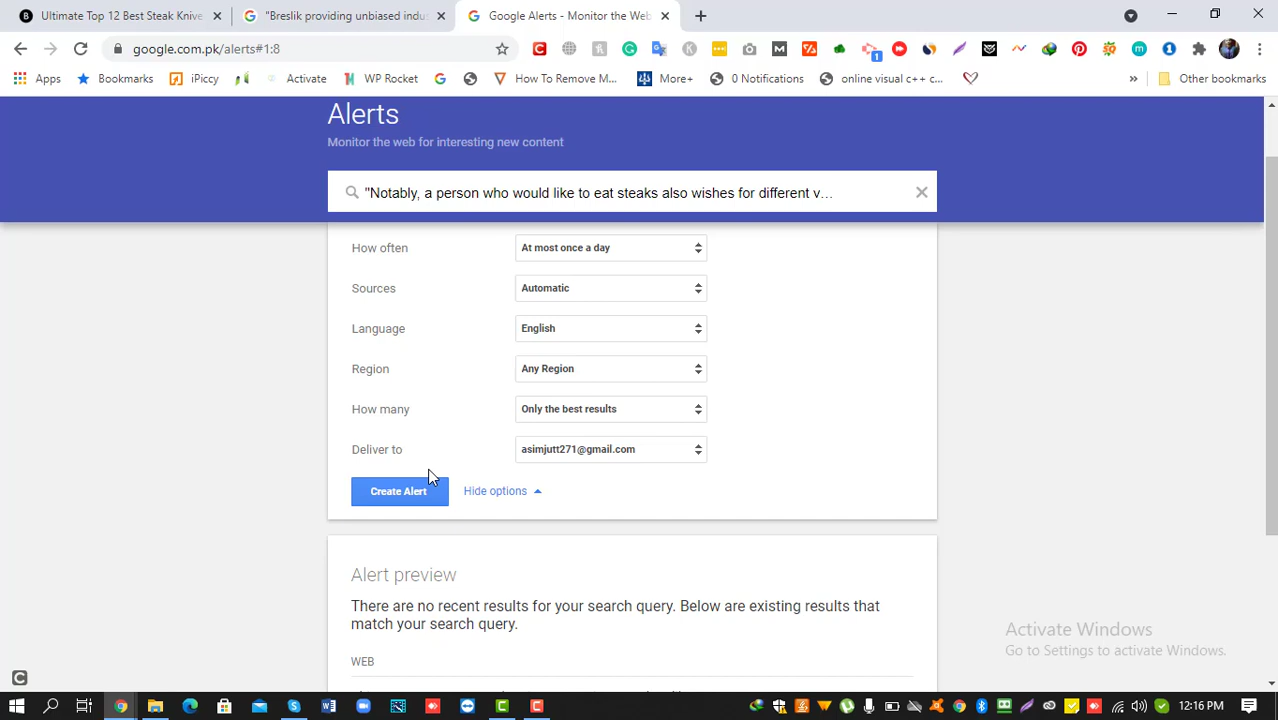 Ultimate Top 12 Best Steak Knive
"Breslik providing unbiased indu
Google Alerts - Monitor the Web
google.com.pk/alerts#1:8
Apps
Bookmarks
iPiccy
Activate
WP Rocket
How To Remove M...
More+
0 Notifications
online visual c++ c...
Other bookmarks
Alerts
Monitor the web for interesting new content
"Notably, a person who would like to eat steaks also wishes for different v...
How often At most once a day
Sources Automatic
Language English
Region Any Region
How many Only the best results
Deliver to asimjutt271@gmail.com
Create Alert Hide options
Alert preview
There are no recent results for your search query. Below are existing results that
match your search query.
WEB
Activate Windows
Go to Settings to activate Windows.
12:16 PM